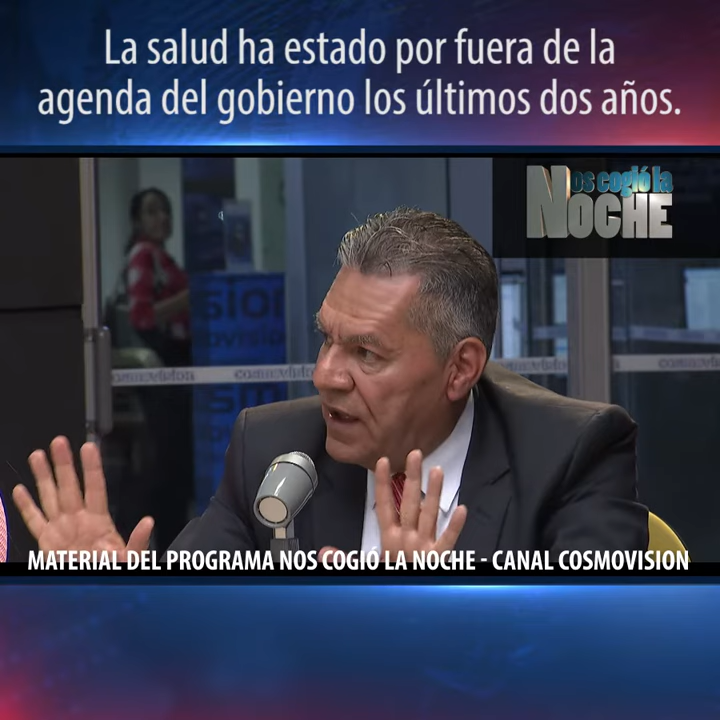 La salud ha estado por fuera de la
agenda del gobierno los últimos dos años.
Nos cogió la
NOCHE
MATERIAL DEL PROGRAMA NOS COGIÓ LA NOCHE - CANAL COSMOVISION